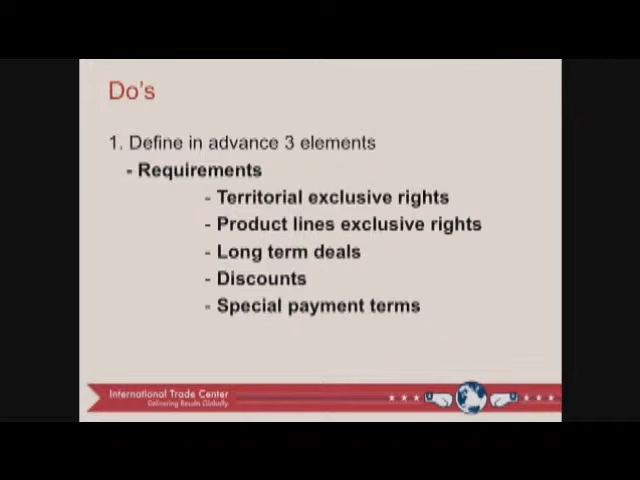 Do's
1. Define in advance 3 elements
- Requirements
- Territorial exclusive rights
- Product lines exclusive rights
- Long term deals
- Discounts
- Special payment terms
International Trade Center
Delivering Results Globally